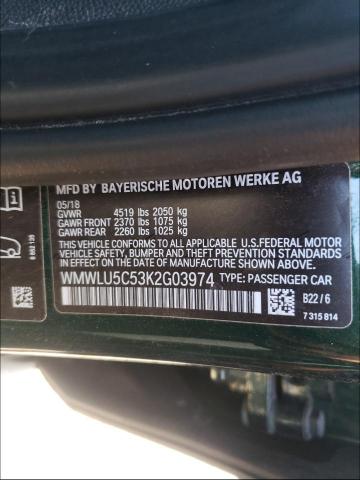 MFD BY BAYERISCHE MOTOREN WERKE AG
05/18
GVWR 4519 lbs 2050 kg
GAWR FRONT 2370 lbs 1075 kg
GAWR REAR 2260 lbs 1025 kg
THIS VEHICLE CONFORMS TO ALL APPLICABLE U.S. FEDERAL MOTOR
VEHICLE SAFETY, BUMPER AND THEFT PREVENTION STANDARDS
IN EFFECT ON THE DATE OF MANUFACTURE SHOWN ABOVE.
WMWLU5C53K2G03974 TYPE: PASSENGER CAR
B22 / 6
7 315 814